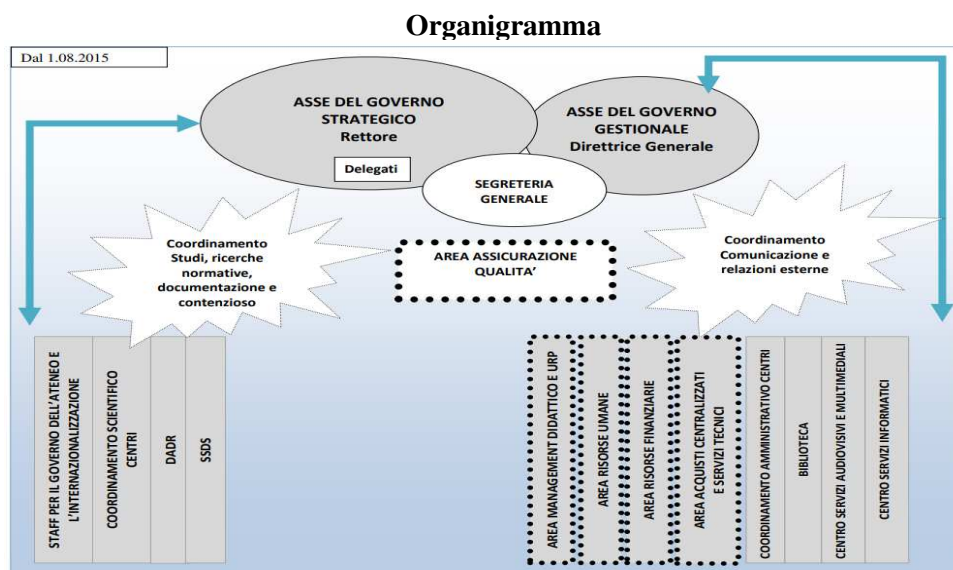 Organigramma
Dal 1.08.2015
ASSE DEL GOVERNO
STRATEGICO
Rettore
Delegati
ASSE DEL GOVERNO
GESTIONALE
Direttrice Generale
SEGRETERIA
GENERALE
Coordinamento
Studi, ricerche
normative,
documentazione e
contenzioso
AREA ASSICURAZIONE
QUALITA’
Coordinamento
Comunicazione e
relazioni esterne
STAFF PER IL GOVERNO DELL’ATENEO E
L’INTERNAZIONALIZZAZIONE
COORDINAMENTO SCIENTIFICO
CENTRI
DADR
SSDS
AREA MANAGEMENT DIDATTICO E URP
AREA RISORSE UMANE
AREA RISORSE FINANZIARIE
AREA ACQUISTI CENTRALIZZATI
E SERVIZI TECNICI
COORDINAMENTO AMMINISTRATIVO CENTRI
BIBLIOTECA
CENTRO SERVIZI AUDIOVISIVI E MULTIMEDIALI
CENTRO SERVIZI INFORMATICI